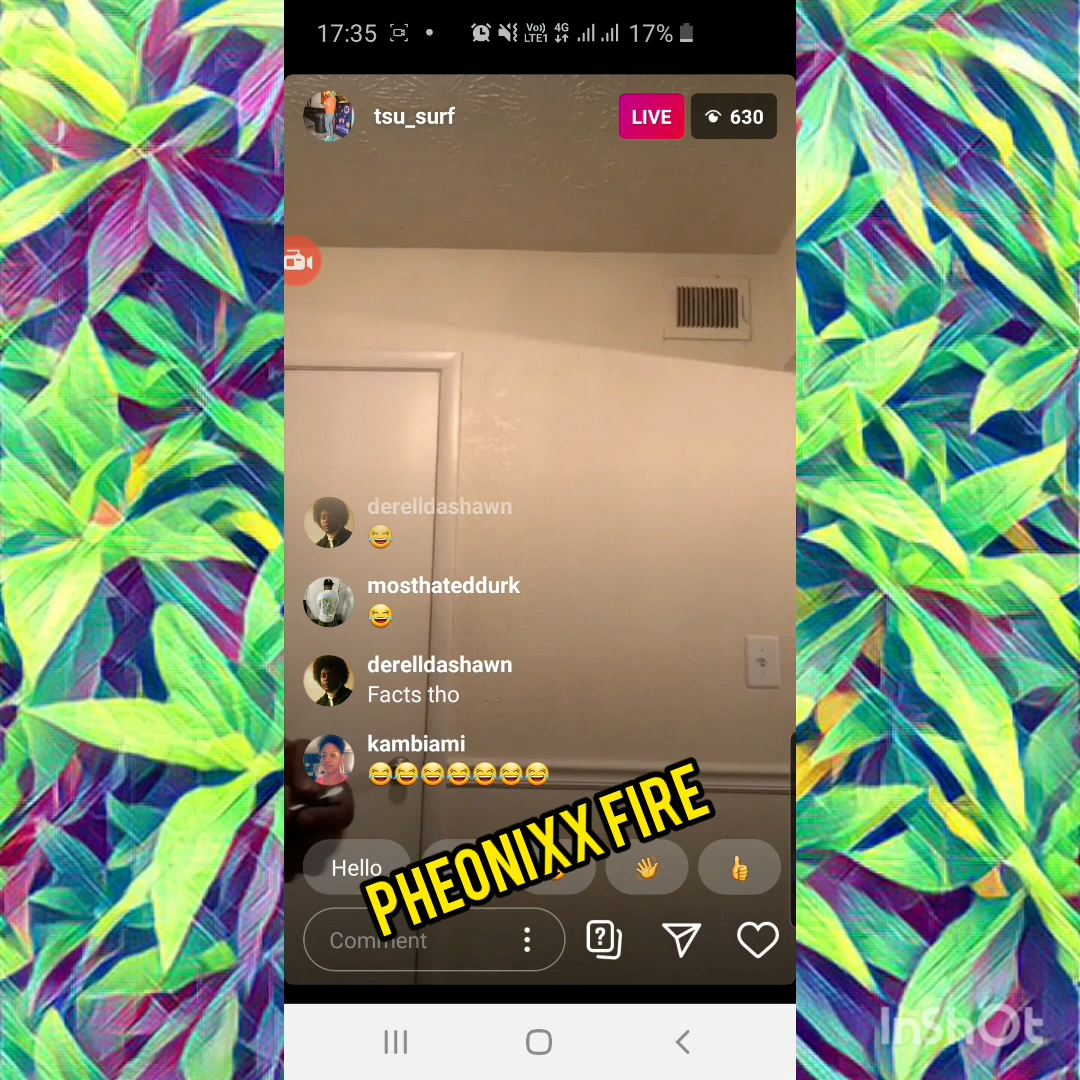 17:35
Vo))
LTE1
4G
17%
tsu_surf
LIVE
630
derelldashawn
😂
mosthateddurk
😂
derelldashawn
Facts tho
kambiami
😂😂😂😂😂😂😂
PHEONIXX FIRE
Hello
👋
👍
Comment
?
InShOt